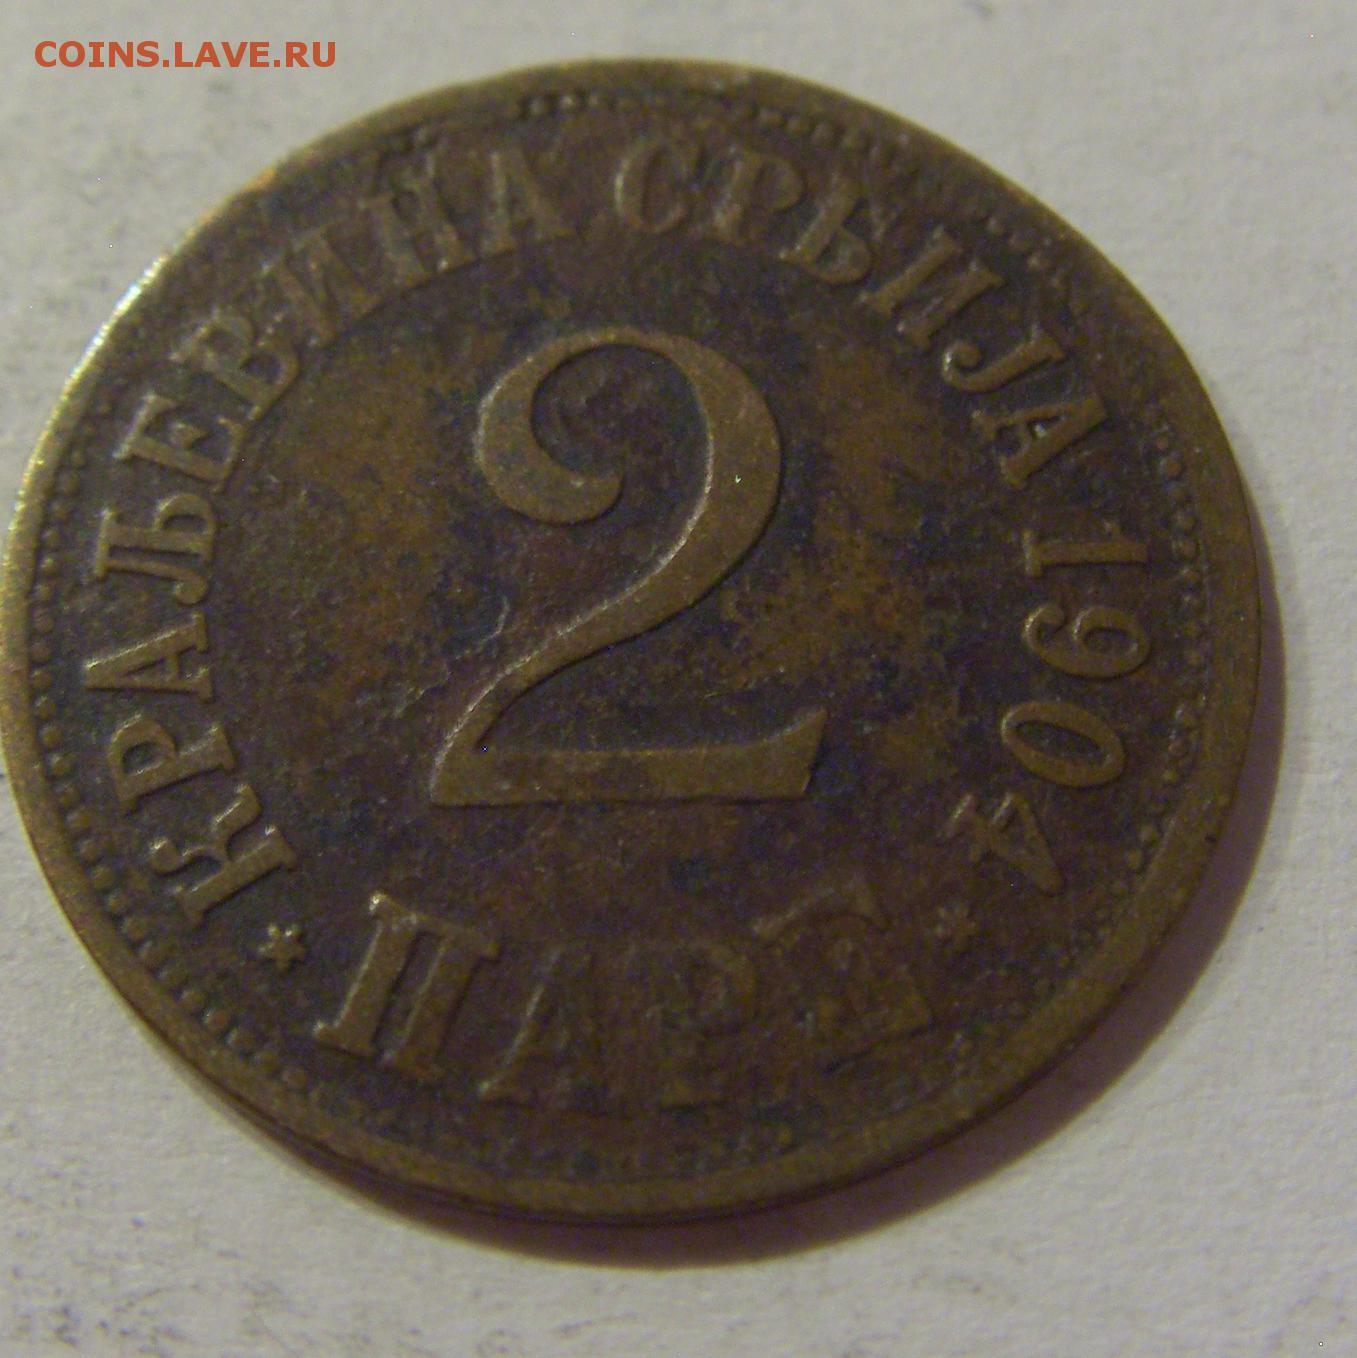 COINS.LAVE.RU
КРАЉЕВИНА СРБИЈА 1904
2
ПАРЕ